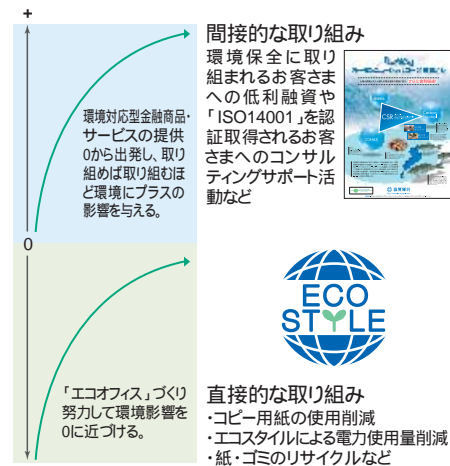 +
間接的な取り組み
環境保全に取り
組まれるお客さま
への低利融資や
「ISO14001」を認
証取得されるお客
さまへのコンサル
ティングサポート活
動など
環境対応型金融商品・
サービスの提供
0から出発し、取り
組めば取り組むほ
ど環境にプラスの
影響を与える。
CSR
0
ECO
STYLE
「エコオフィス」づくり
努力して環境影響を
0に近づける。
直接的な取り組み
・コピー用紙の使用削減
・エコスタイルによる電力使用量削減
・紙・ゴミのリサイクルなど